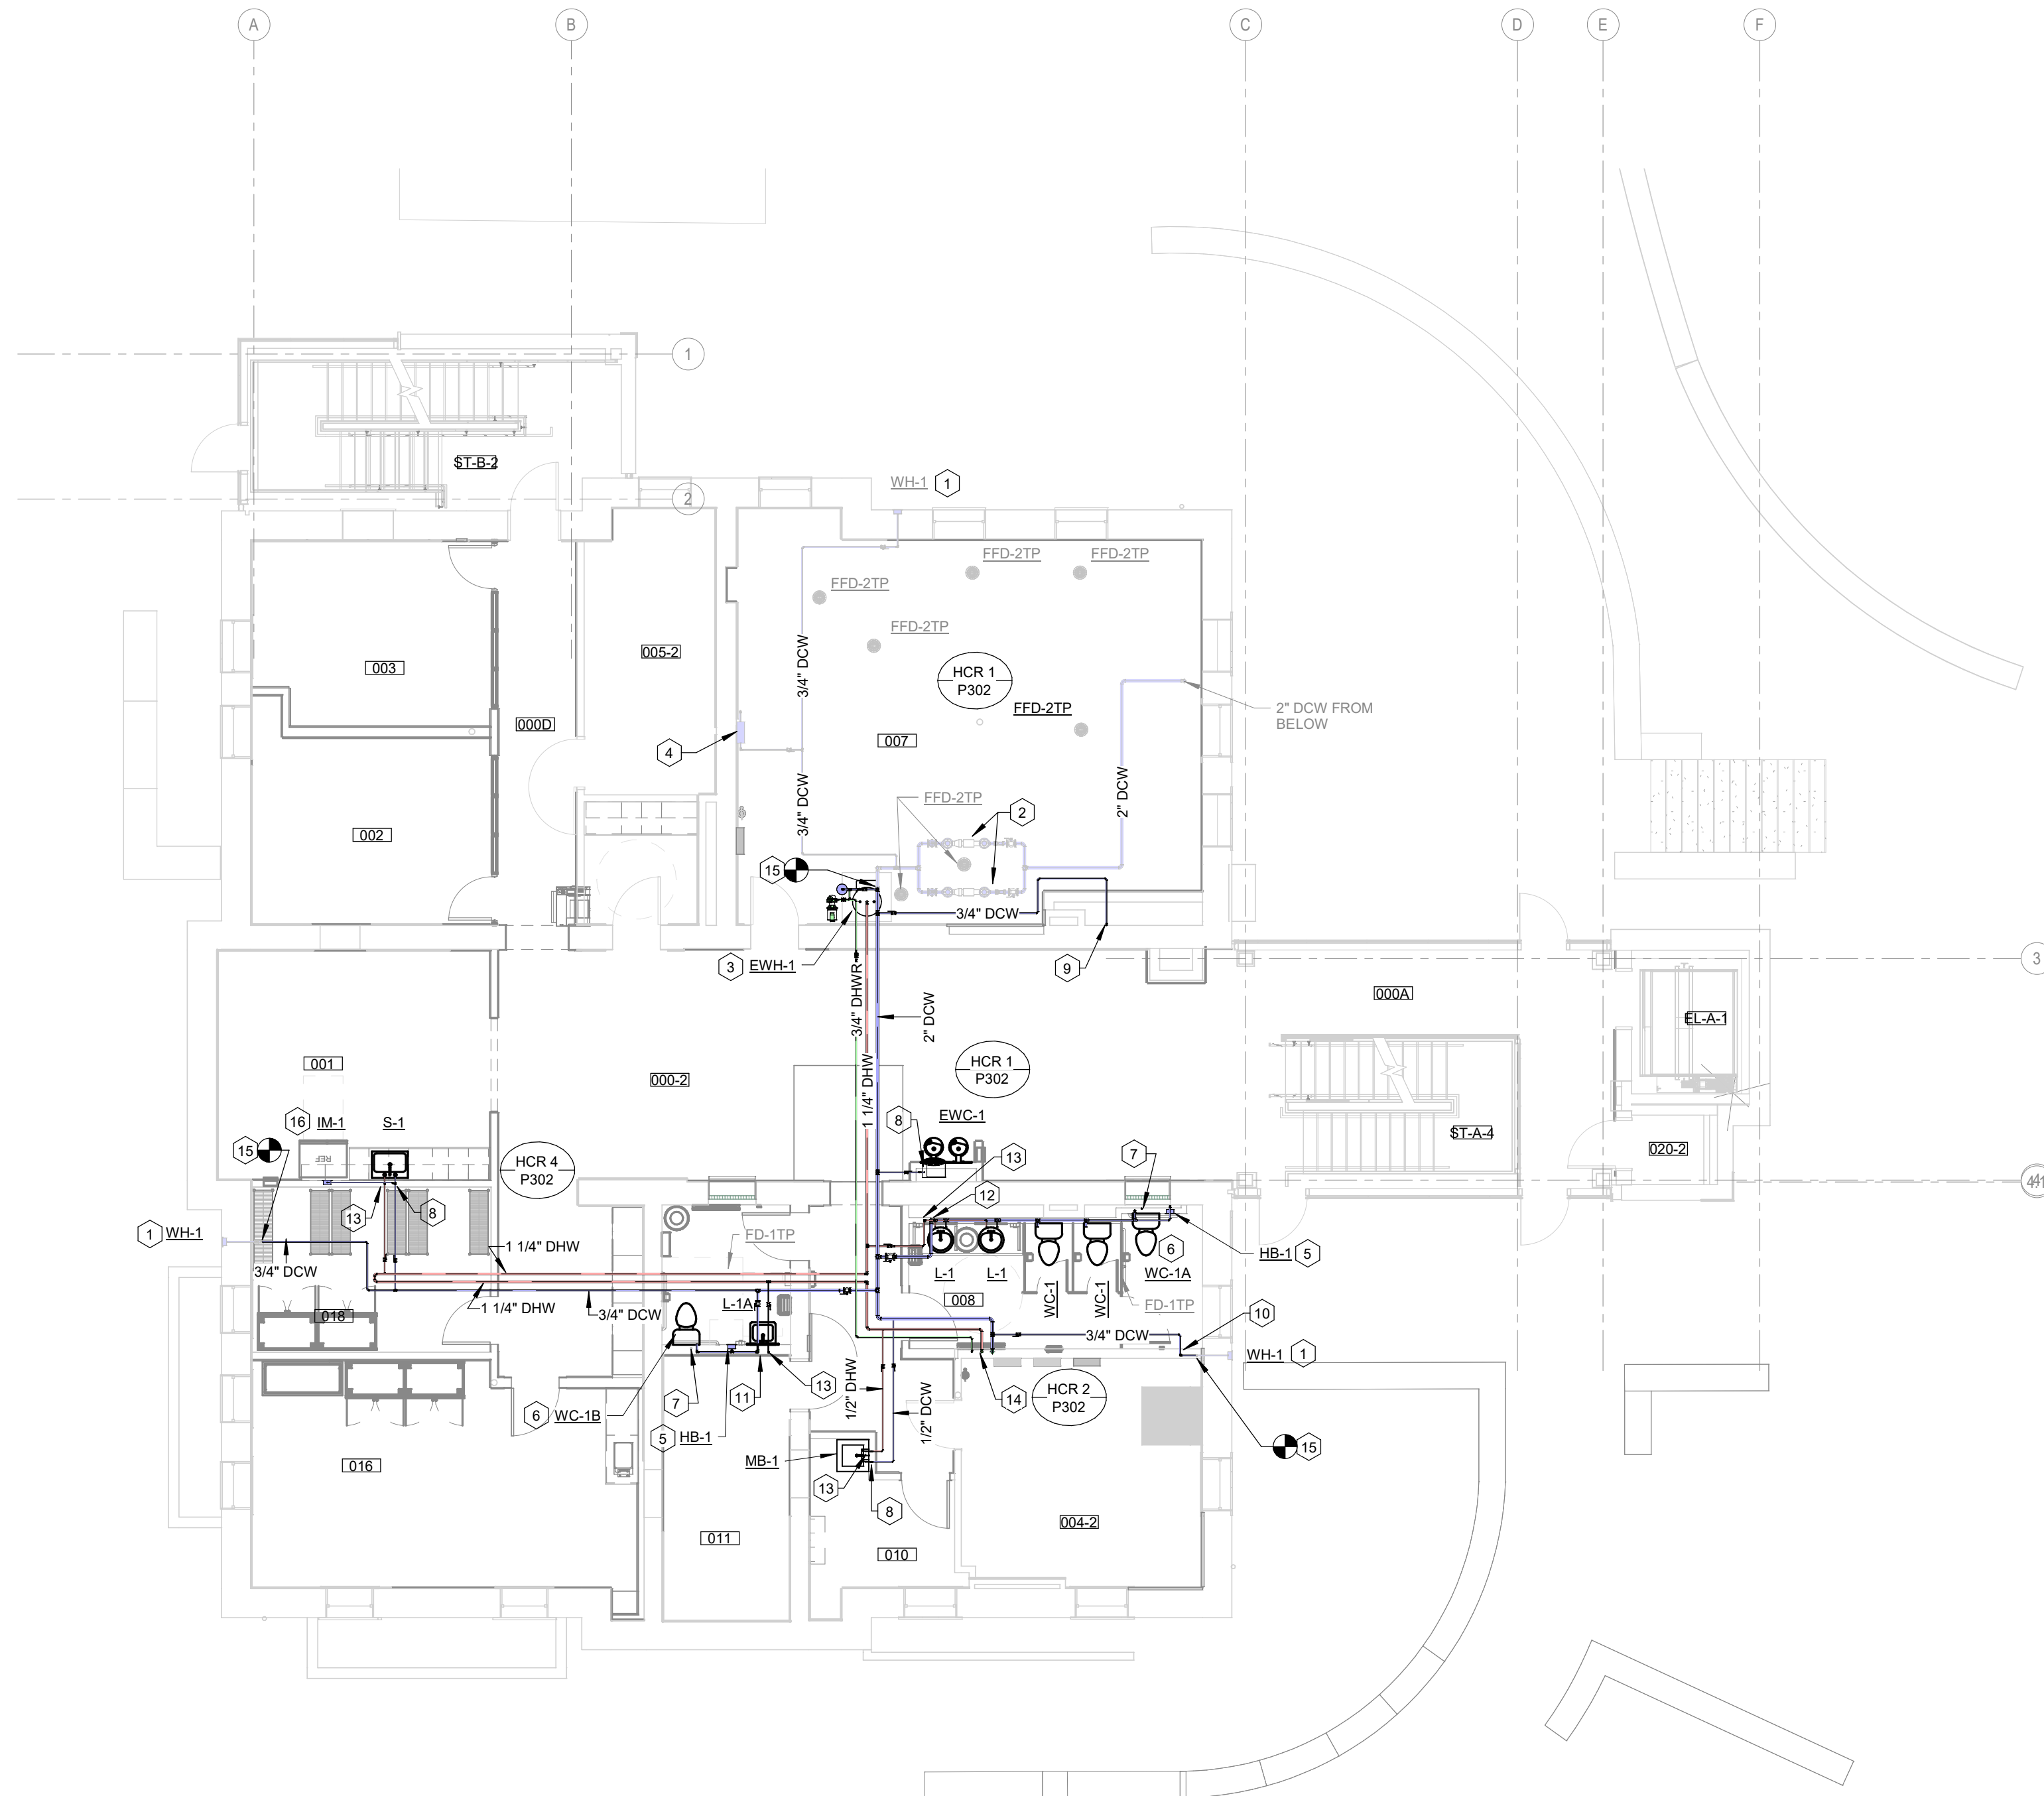 A
B
C
D
E
F
1
ST-B-2
2
WH-1 1
FFD-2TP
FFD-2TP
FFD-2TP
FFD-2TP
003
005-2
3/4" DCW
HCR 1
P302
FFD-2TP
2" DCW FROM
BELOW
000D
007
4
002
3/4" DCW
FFD-2TP
2
2" DCW
15
3/4" DCW
3 EWH-1
9
3
3/4" DHWR
2" DCW
000A
EL-A-1
001
000-2
HCR 1
P302
1 1/4" DHW
16 IM-1
S-1
8
EWC-1
ST-A-4
020-2
15
REF
HCR 4
P302
13
7
4
13
8
12
1 WH-1
FD-1TP
6
1 1/4" DHW
HB-1 5
3/4" DCW
L-1
L-1
WC-1A
1 1/4" DHW
3/4" DCW
L-1A
008
WC-1
WC-1
FD-1TP
018
10
3/4" DCW
WH-1 1
7
11
13
1/2" DHW
14
HCR 2
P302
6 WC-1B
1/2" DCW
5 HB-1
15
016
MB-1
13
8
004-2
011
010